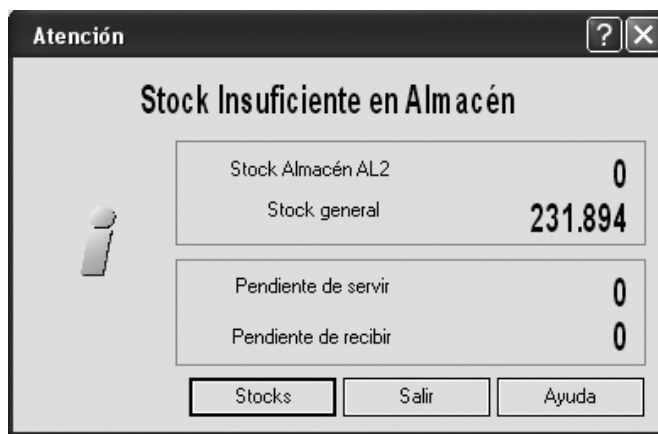 Atención
Stock Insuficiente en Almacén
Stock Almacén AL2 0
Stock general 231.894
Pendiente de servir 0
Pendiente de recibir 0
Stocks Salir Ayuda